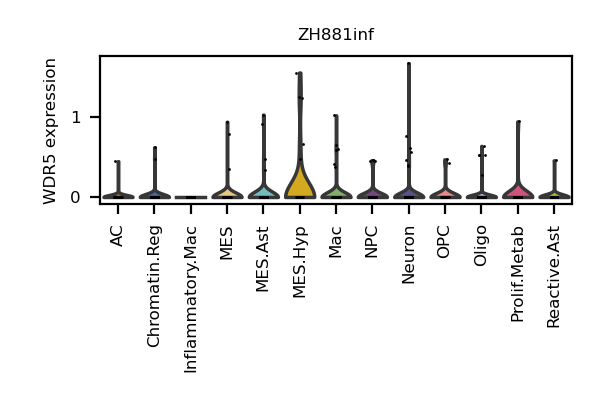 ZH881inf
WDR5 expression
1
0
AC
Chromatin.Reg
Inflammatory.Mac
MES
MES.Ast
MES.Hyp
Mac
NPC
Neuron
OPC
Oligo
Prolif.Metab
Reactive.Ast